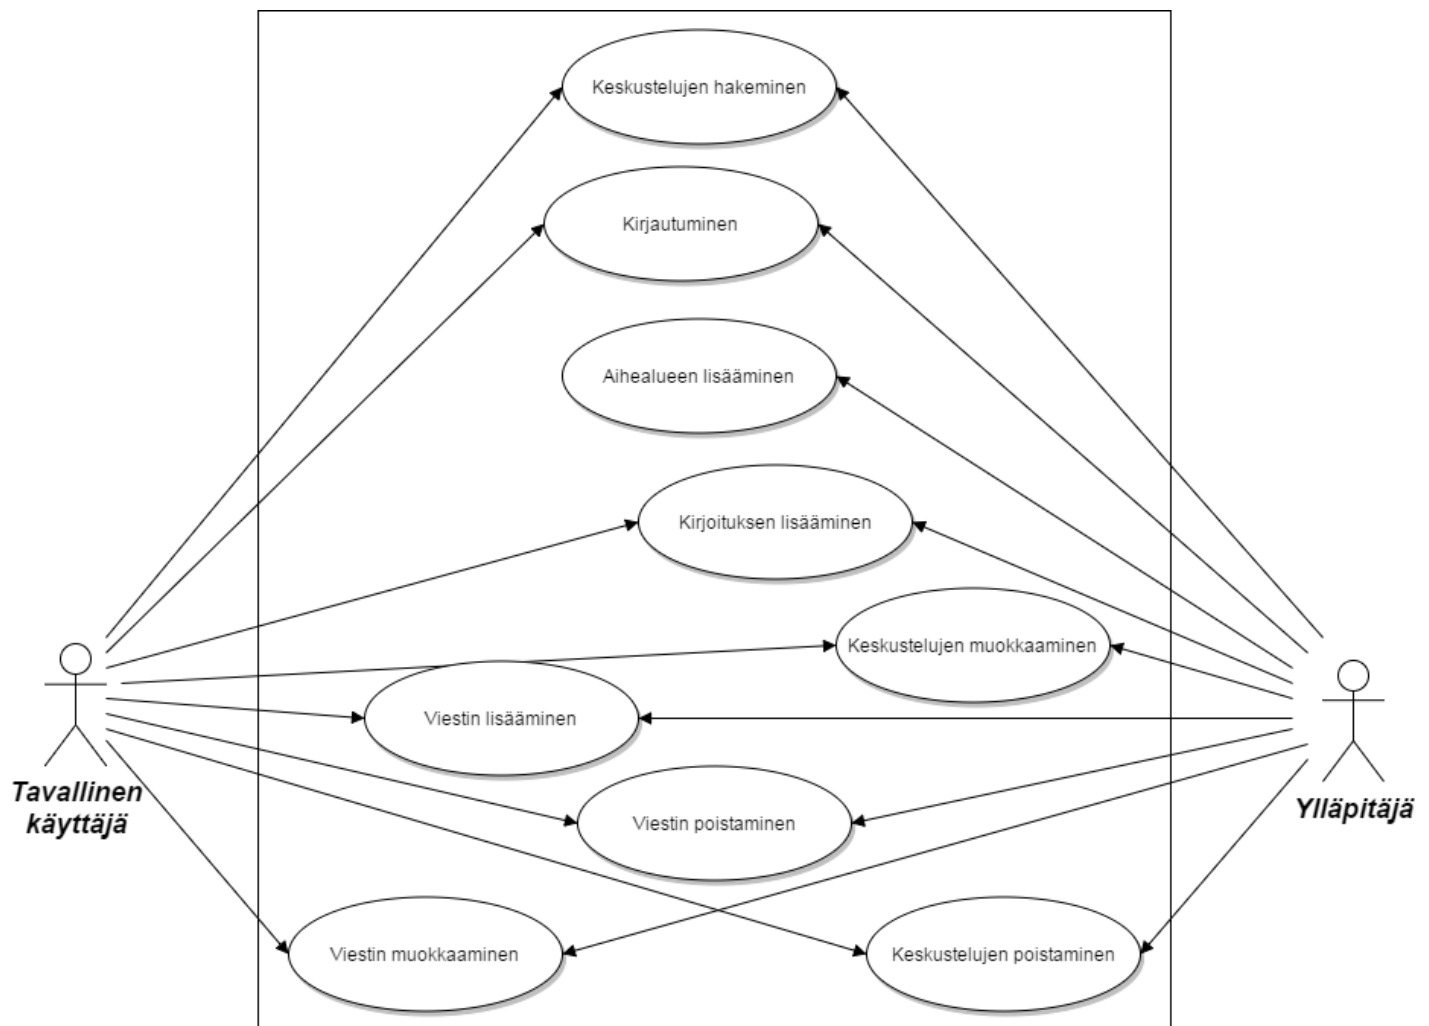 Keskustelujen hakeminen
Kirjautuminen
Aihealueen lisääminen
Kirjoituksen lisääminen
Keskustelujen muokkaaminen
Viestin lisääminen
Tavallinen
käyttäjä
Ylläpitäjä
Viestin poistaminen
Viestin muokkaaminen
Keskustelujen poistaminen